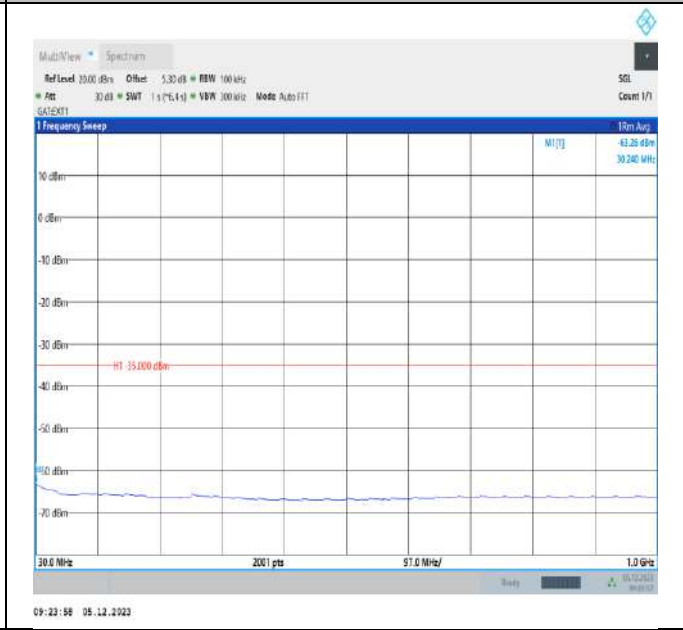 MultiView Spectrum
Ref Level 20.00 dBm Offset 5.30 dB RBW 100 kHz SGL
Att 30 dB SWT 1 s (~6.4 s) VBW 300 kHz Mode Auto FFT Count 1/1
GAT:EXT1
1 Frequency Sweep 1Rm Avg
M1[1] -63.26 dBm
30.240 MHz
10 dBm
0 dBm
-10 dBm
-20 dBm
-30 dBm
H1 -35.000 dBm
-40 dBm
-50 dBm
-60 dBm
-70 dBm
30.0 MHz 2001 pts 97.0 MHz/ 1.0 GHz
Ready 05.12.2023
09:23:58 05.12.2023